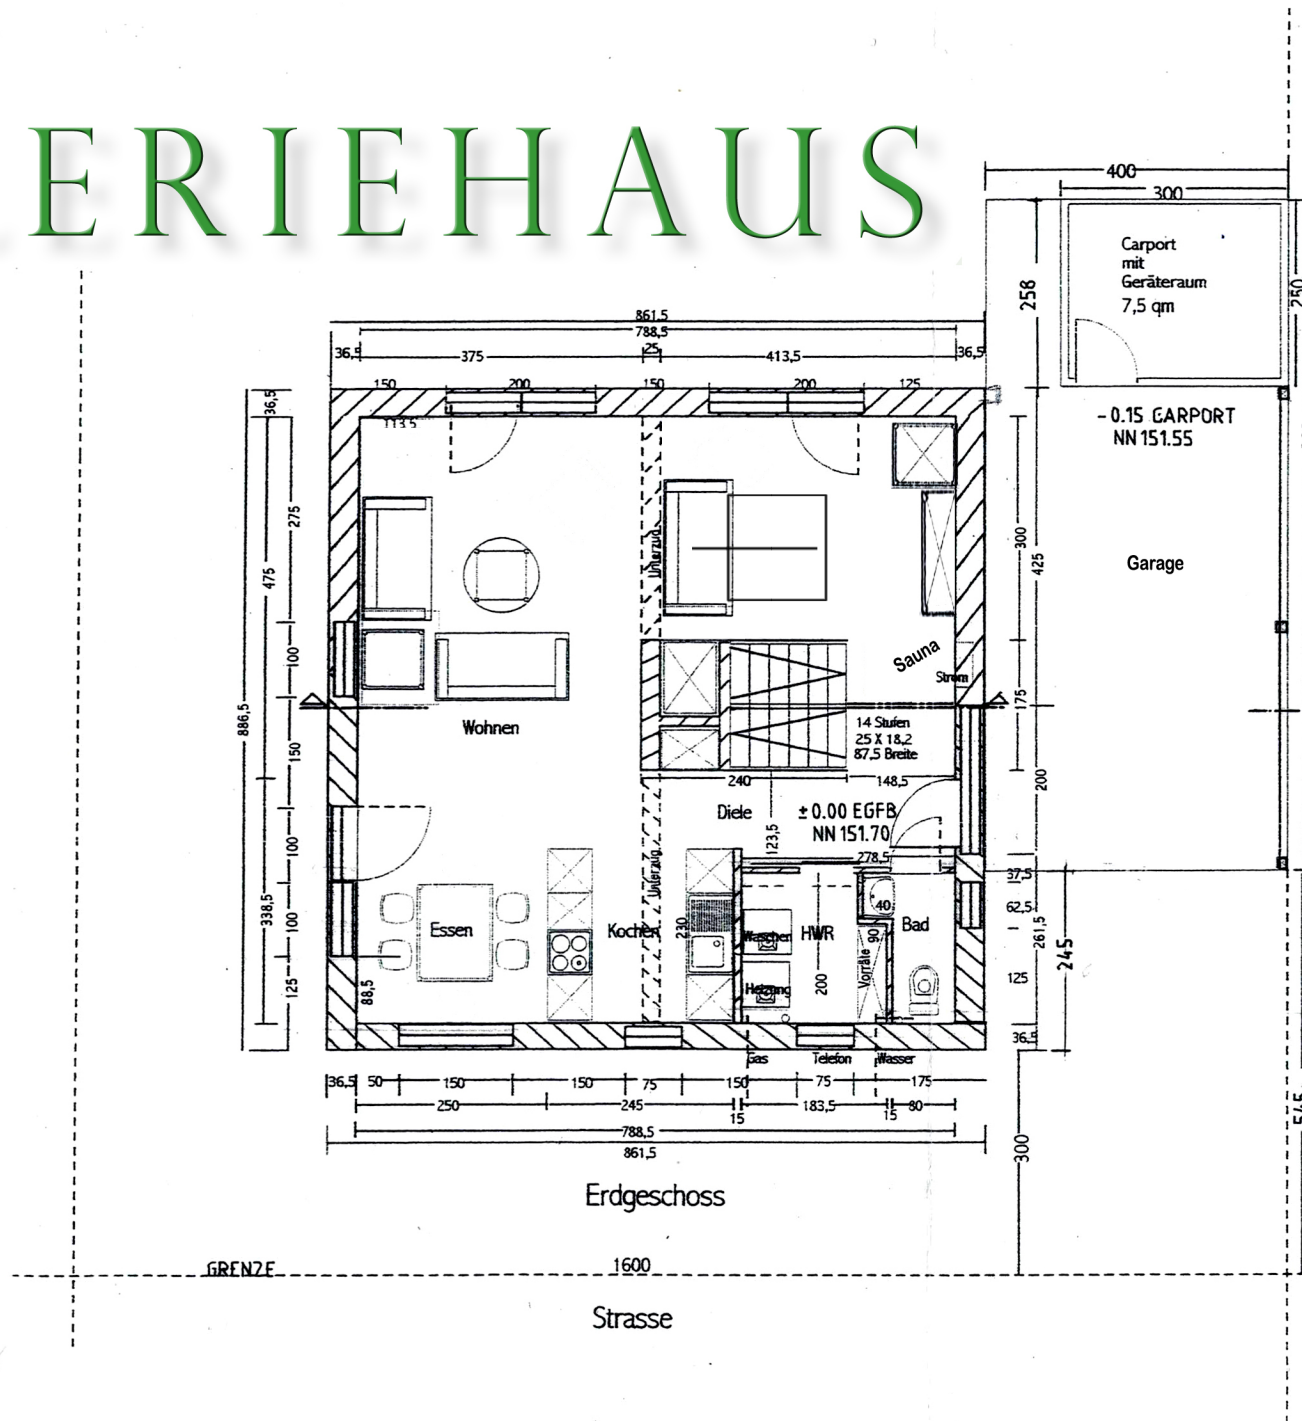 ERIEHAUS
400
300
Carport
mit
Geräteraum
7,5 qm
258
250
861,5
788,5
36,5 375 25 413,5 36,5
150 200 150 200 125
36,5
113,5
- 0.15 CARPORT
NN 151.55
275
475
300
425
Unterzug
Garage
100
Sauna
Strom
175
886,5
Wohnen
14 Stufen
25 X 18,2
87,5 Breite
150
240 148,5
200
Diele
± 0.00 EGFB
NN 151.70
123,5
278,5
100
Unterzug
37,5
338,5
100
Essen
Kochen
230
Waschen
HWR
40
90
Bad
62,5
261,5
245
125
88,5
Heizung
200
Vorräte
125
36,5
Gas Telefon Wasser
36,5 50 150 150 75 150 75 175
250 245 15 183,5 15 80
788,5
861,5
300
545
Erdgeschoss
GRENZE
1600
Strasse